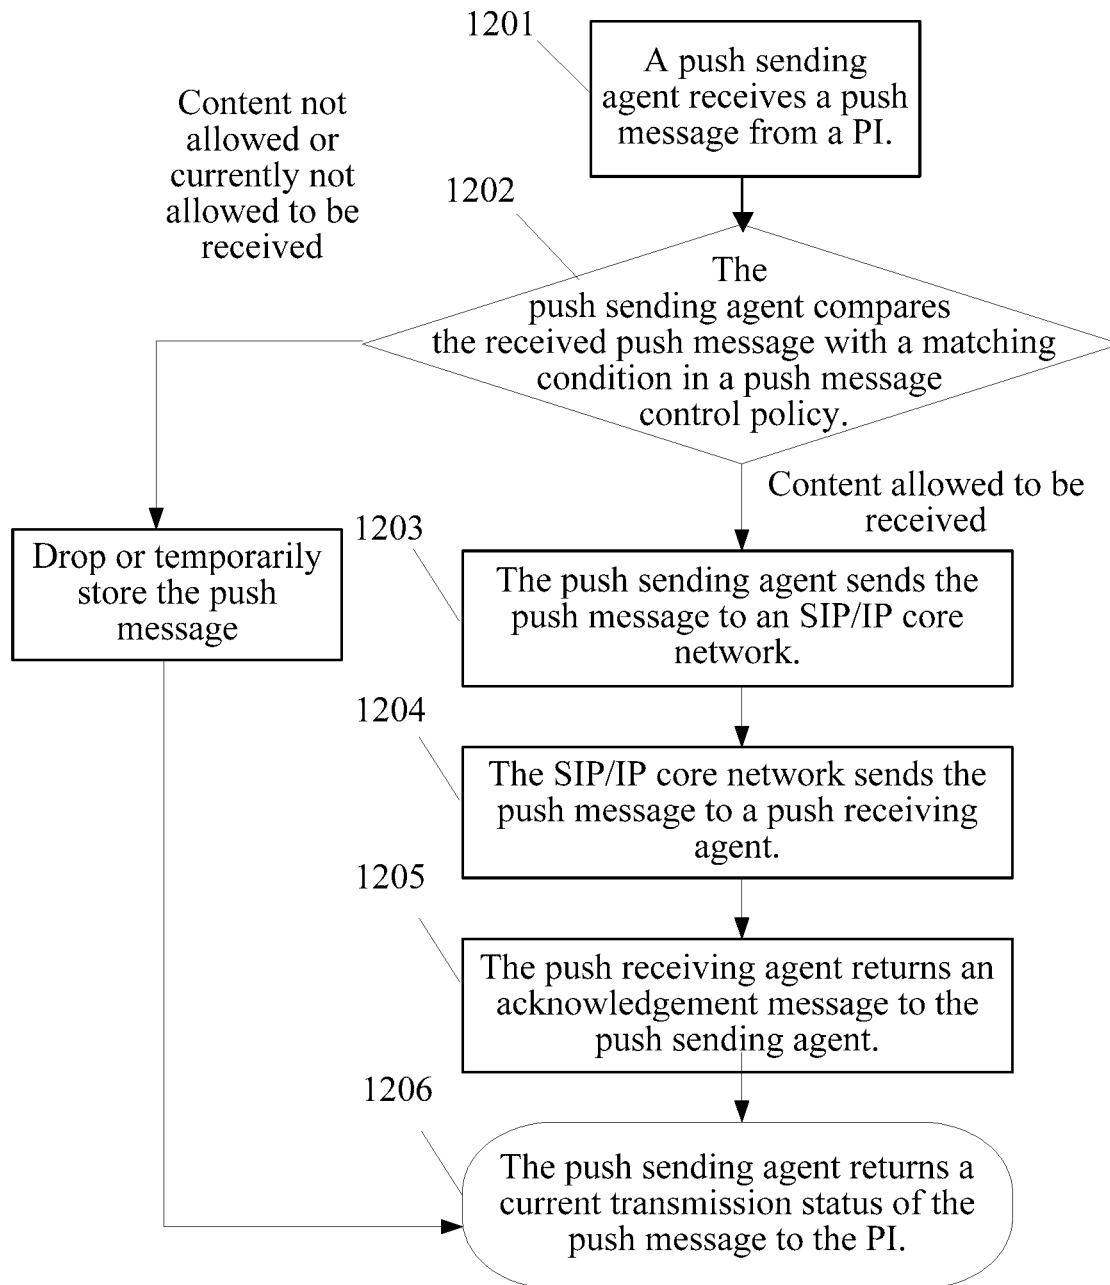 1201
A push sending
agent receives a push
message from a PI.
Content not
allowed or
currently not
allowed to be
received
1202
The
push sending agent compares
the received push message with a matching
condition in a push message
control policy.
Content allowed to be
received
Drop or temporarily
store the push
message
1203
The push sending agent sends the
push message to an SIP/IP core
network.
1204
The SIP/IP core network sends the
push message to a push receiving
agent.
1205
The push receiving agent returns an
acknowledgement message to the
push sending agent.
1206
The push sending agent returns a
current transmission status of the
push message to the PI.